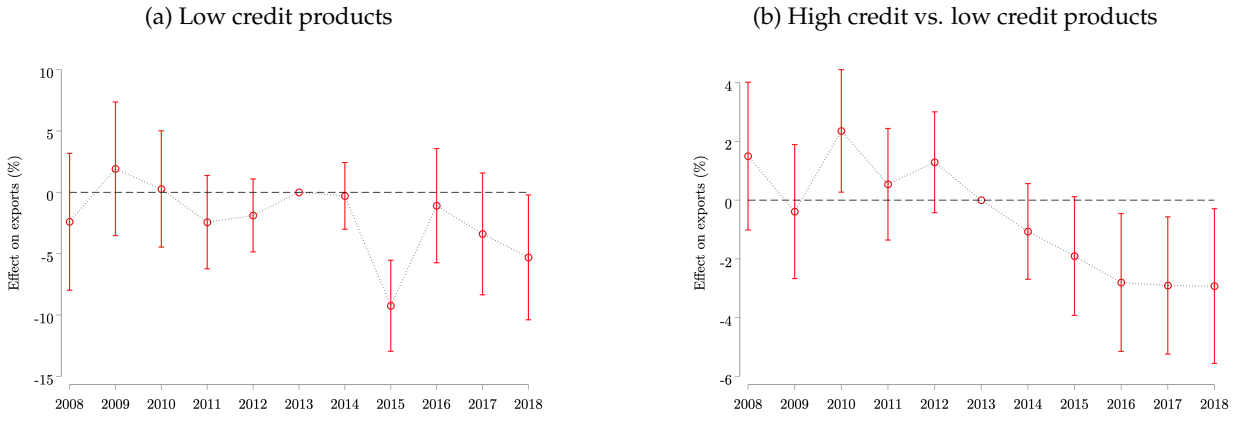 (a) Low credit products
10
5
0
-5
-10
-15
Effect on exports (%)
2008 2009 2010 2011 2012 2013 2014 2015 2016 2017 2018
(b) High credit vs. low credit products
4
2
0
-2
-4
-6
Effect on exports (%)
2008 2009 2010 2011 2012 2013 2014 2015 2016 2017 2018